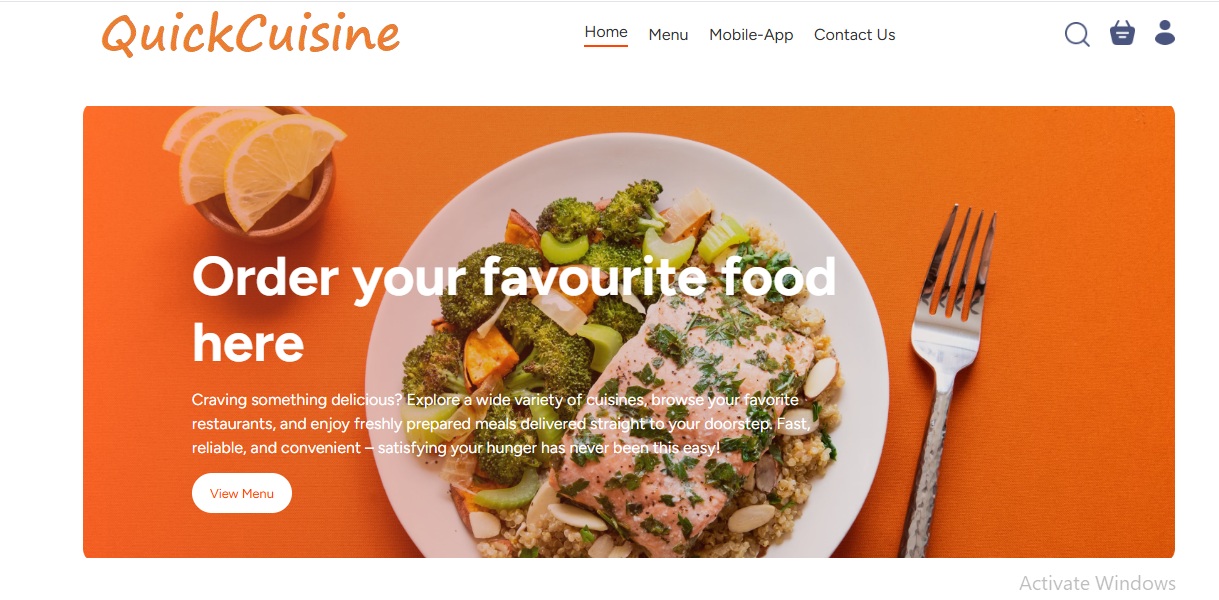 QuickCuisine
Home Menu Mobile-App Contact Us
Order your favourite food
here
Craving something delicious? Explore a wide variety of cuisines, browse your favorite
restaurants, and enjoy freshly prepared meals delivered straight to your doorstep. Fast,
reliable, and convenient – satisfying your hunger has never been this easy!
View Menu
Activate Windows